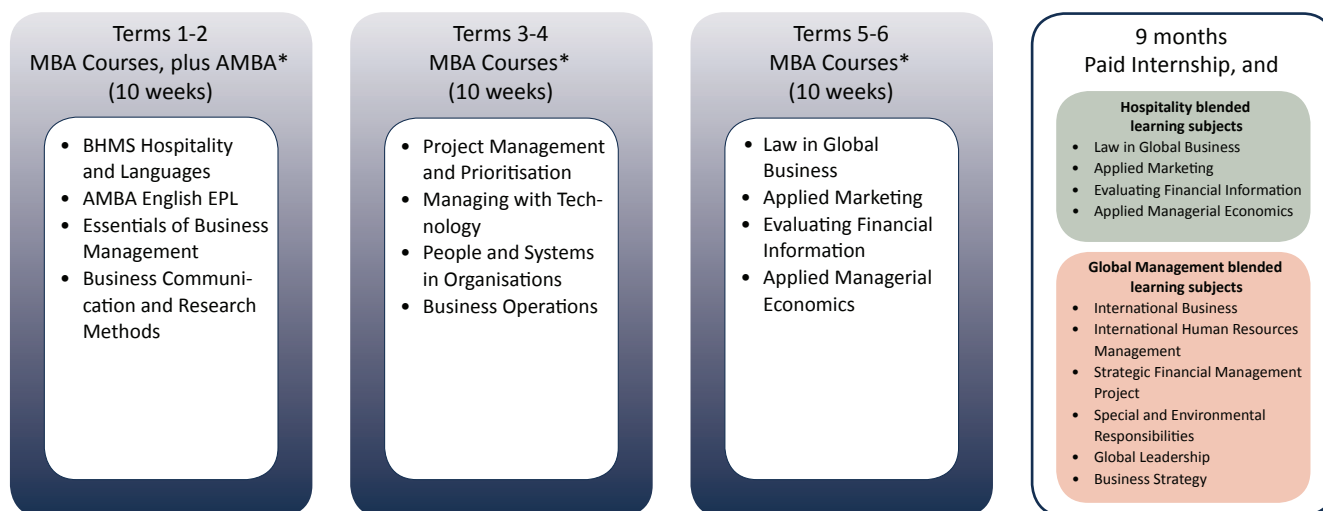 Terms 1-2
MBA Courses, plus AMBA*
(10 weeks)
• BHMS Hospitality
and Languages
• AMBA English EPL
• Essentials of Business
Management
• Business Communi-
cation and Research
Methods
Terms 3-4
MBA Courses*
(10 weeks)
• Project Management
and Prioritisation
• Managing with Tech-
nology
• People and Systems
in Organisations
• Business Operations
Terms 5-6
MBA Courses*
(10 weeks)
• Law in Global
Business
• Applied Marketing
• Evaluating Financial
Information
• Applied Managerial
Economics
9 months
Paid Internship, and
Hospitality blended
learning subjects
• Law in Global Business
• Applied Marketing
• Evaluating Financial Information
• Applied Managerial Economics
Global Management blended
learning subjects
• International Business
• International Human Resources
Management
• Strategic Financial Management
Project
• Special and Environmental
Responsibilities
• Global Leadership
• Business Strategy